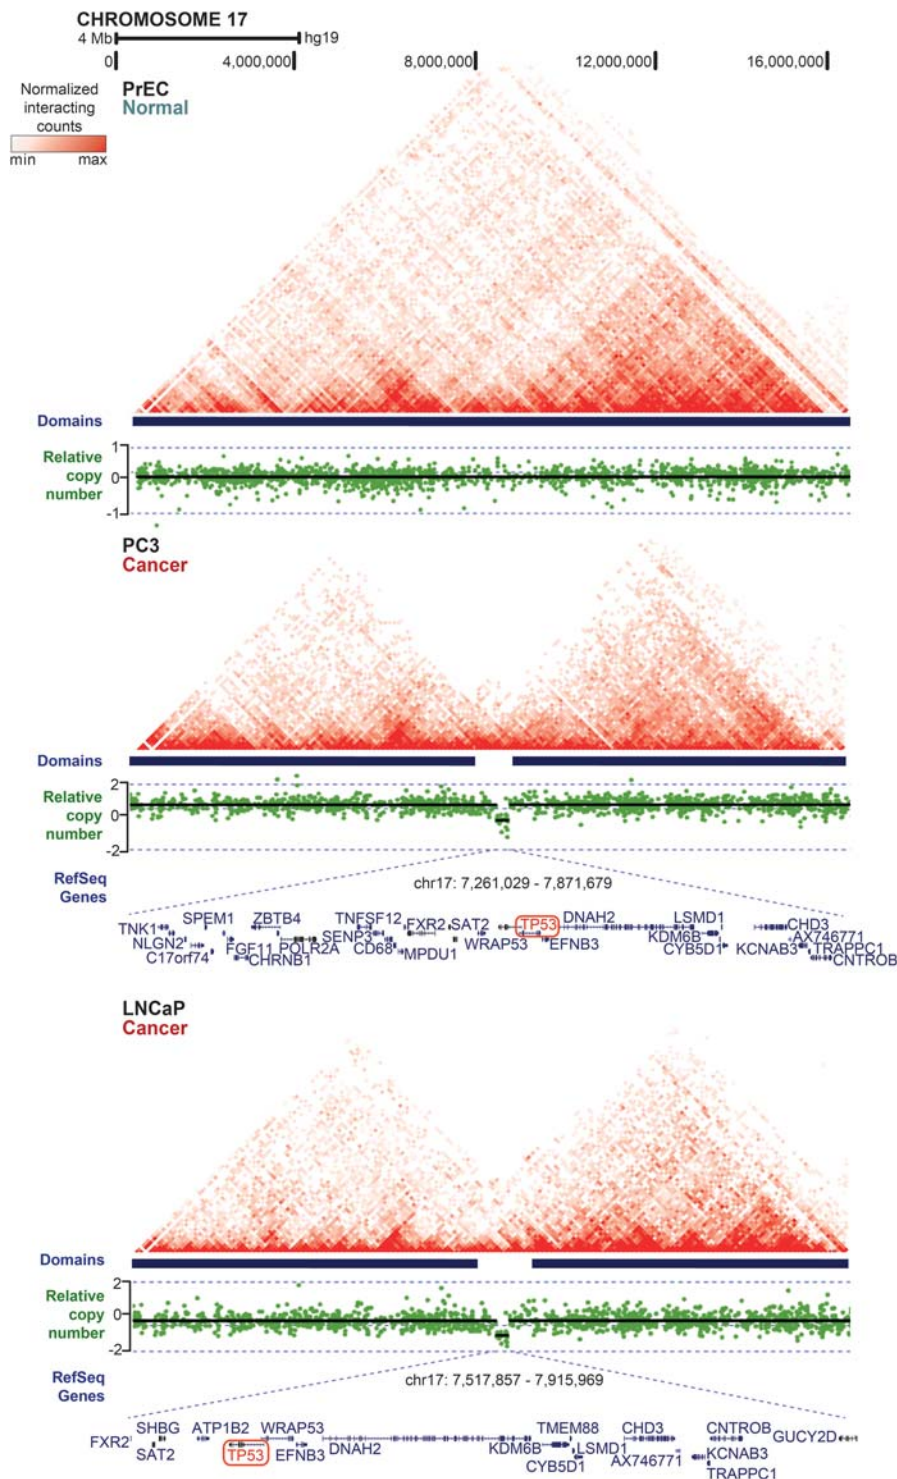 CHROMOSOME 17
4 Mb hg19
0 4,000,000 8,000,000 12,000,000 16,000,000
Normalized
interacting
counts
min max
PrEC
Normal
Domains
Relative
copy
number
1
0
-1
PC3
Cancer
Domains
Relative
copy
number
2
0
-2
RefSeq
Genes
chr17: 7,261,029 - 7,871,679
SPEM1 ZBTB4 TNFSF12 FXR2 SAT2 TP53 DNAH2 LSMD1 CHD3
TNK1 NLGN2 FGF11 POLR2A SENP3 CD68 WRAP53 EFNB3 KDM6B KCNAB3 AX746771
C17orf74 CHRNB1 MPDU1 CYB5D1 TRAPPC1
CNTROB
LNCaP
Cancer
Domains
Relative
copy
number
2
0
-2
RefSeq
Genes
chr17: 7,517,857 - 7,915,969
SHBG ATP1B2 WRAP53 TMEM88 CHD3 CNTROB GUCY2D
FXR2 SAT2 TP53 EFNB3 DNAH2 KDM6B LSMD1 KCNAB3
CYB5D1 AX746771 TRAPPC1